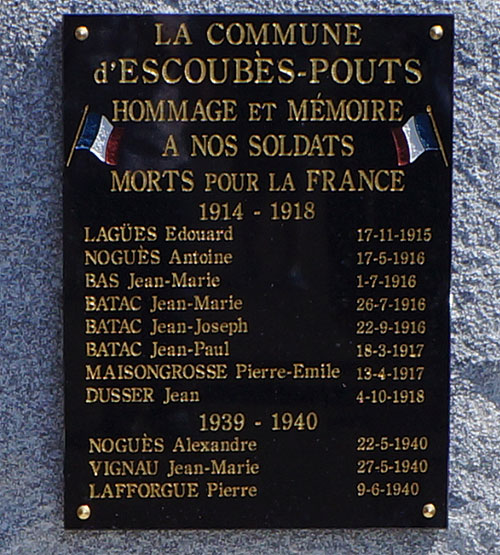 LA COMMUNE
d'ESCOUBÈS-POUTS
HOMMAGE ET MÉMOIRE
A NOS SOLDATS
MORTS POUR LA FRANCE
1914 - 1918
LAGÜES Edouard 17-11-1915
NOGUÈS Antoine 17-5-1916
BAS Jean-Marie 1-7-1916
BATAC Jean-Marie 26-7-1916
BATAC Jean-Joseph 22-9-1916
BATAC Jean-Paul 18-3-1917
MAISONGROSSE Pierre-Emile 13-4-1917
DUSSER Jean 4-10-1918
1939 - 1940
NOGUÈS Alexandre 22-5-1940
VIGNAU Jean-Marie 27-5-1940
LAFFORGUE Pierre 9-6-1940